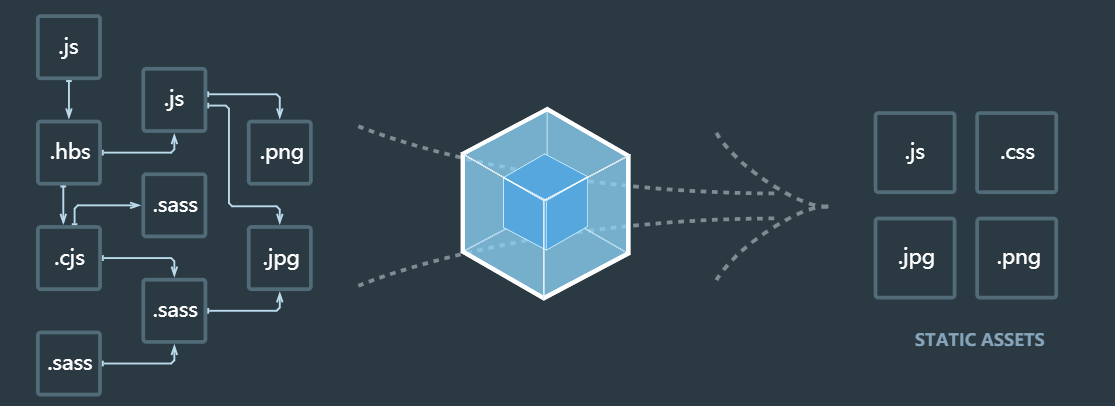 .js
.js
.hbs
.png
.sass
.cjs
.jpg
.sass
.sass
.js
.css
.jpg
.png
STATIC ASSETS